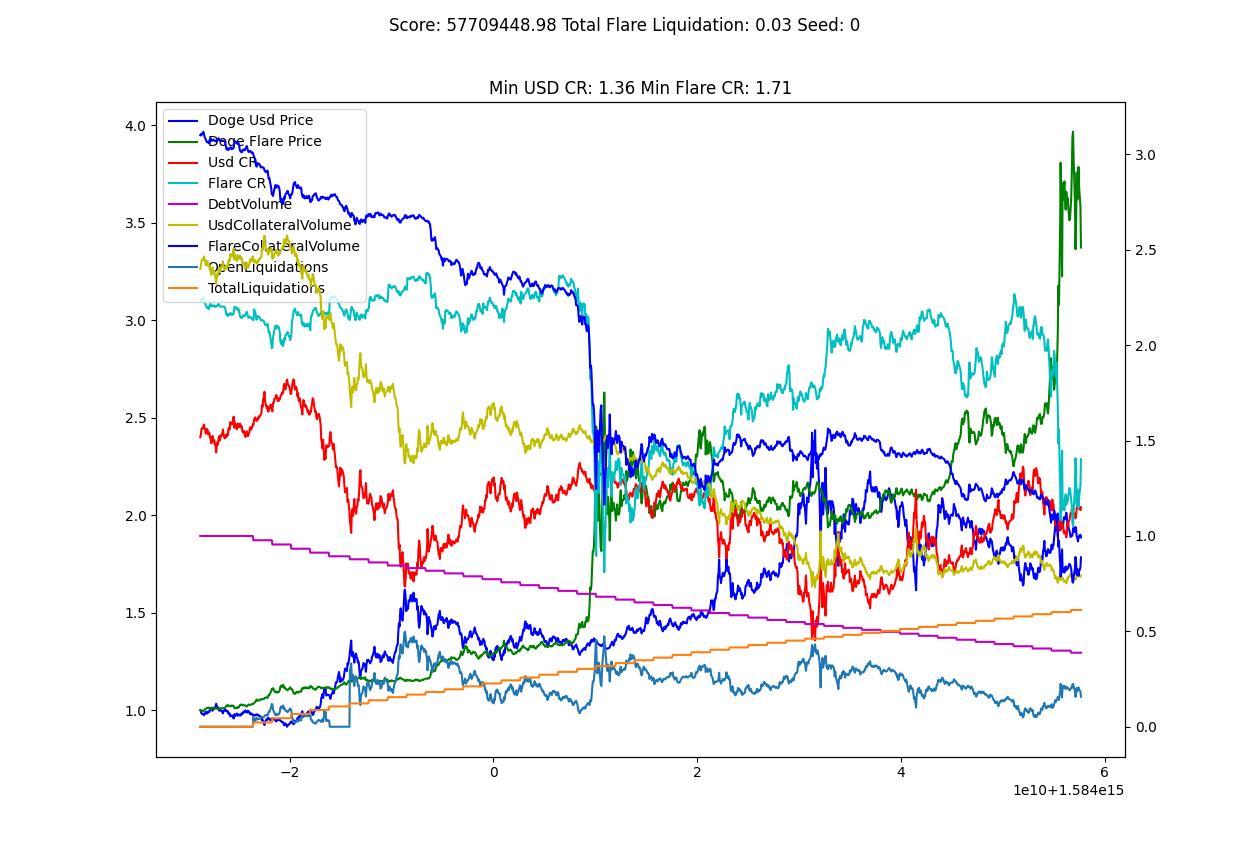 Score: 57709448.98 Total Flare Liquidation: 0.03 Seed: 0
Min USD CR: 1.36 Min Flare CR: 1.71
Doge Usd Price
Doge Flare Price
Usd CR
Flare CR
DebtVolume
UsdCollateralVolume
FlareCollateralVolume
OpenLiquidations
TotalLiquidations
4.0
3.5
3.0
2.5
2.0
1.5
1.0
3.0
2.5
2.0
1.5
1.0
0.5
0.0
−2 0 2 4 6
1e10+1.584e15